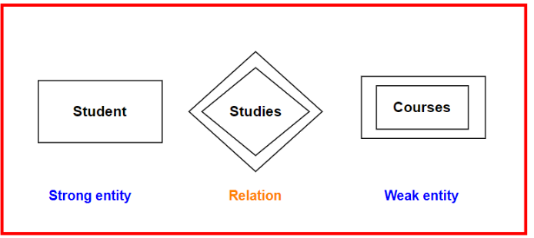 Student
Studies
Courses
Strong entity
Relation
Weak entity